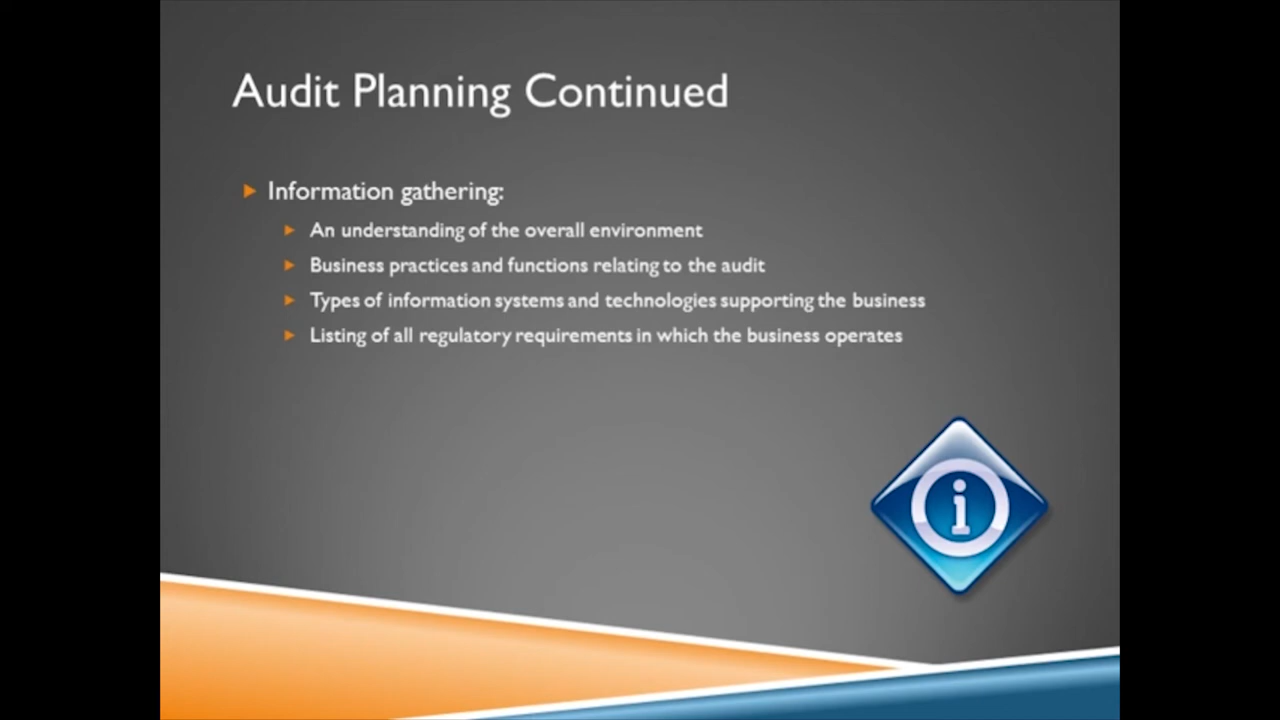 Audit Planning Continued
Information gathering:
An understanding of the overall environment
Business practices and functions relating to the audit
Types of information systems and technologies supporting the business
Listing of all regulatory requirements in which the business operates
i